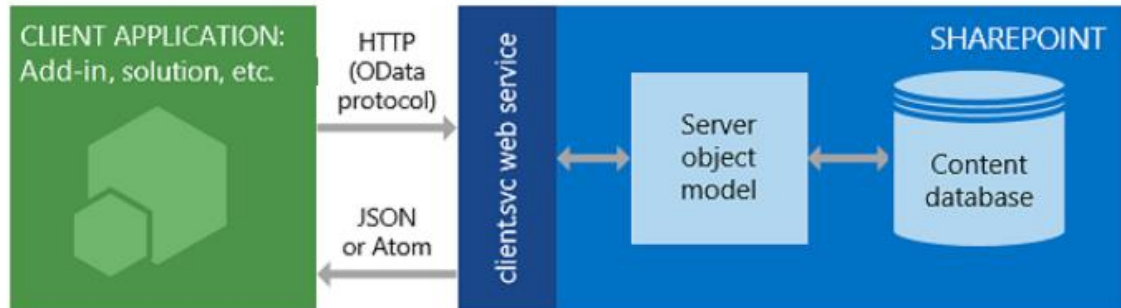 CLIENT APPLICATION:
Add-in, solution, etc.
HTTP
(OData
protocol)
JSON
or Atom
client.svc web service
SHAREPOINT
Server
object
model
Content
database